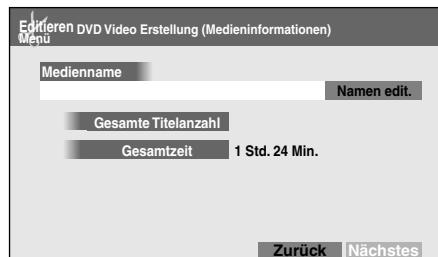 Editieren DVD Video Erstellung (Medieninformationen)
Menü
Medienname
Namen edit.
Gesamte Titelanzahl
Gesamtzeit 1 Std. 24 Min.
Zurück Nächstes